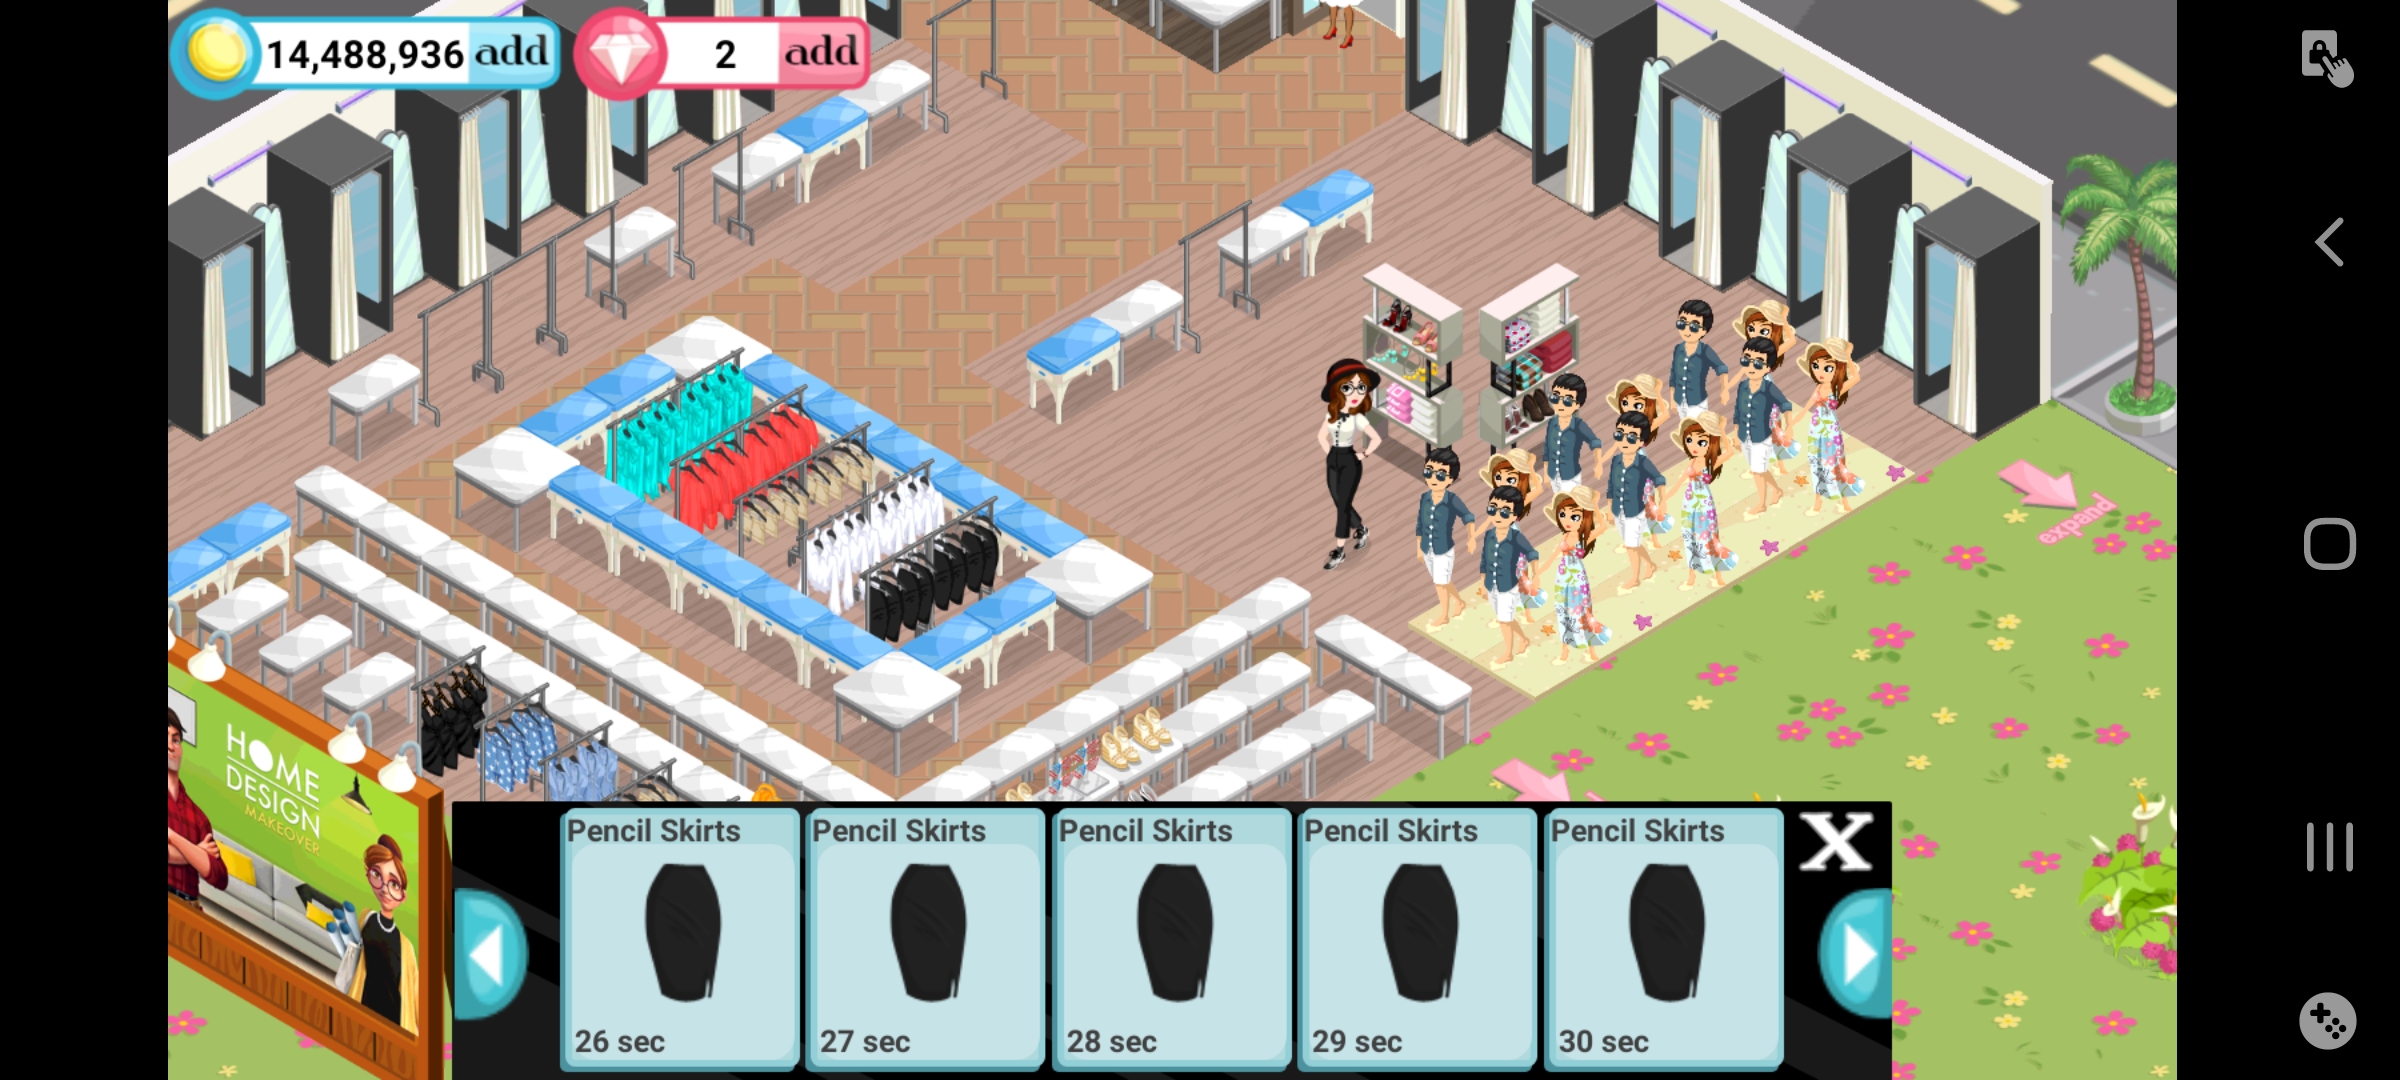 14,488,936 add
2 add
expand
HOME
DESIGN
MAKEOVER
X
Pencil Skirts
26 sec
Pencil Skirts
27 sec
Pencil Skirts
28 sec
Pencil Skirts
29 sec
Pencil Skirts
30 sec